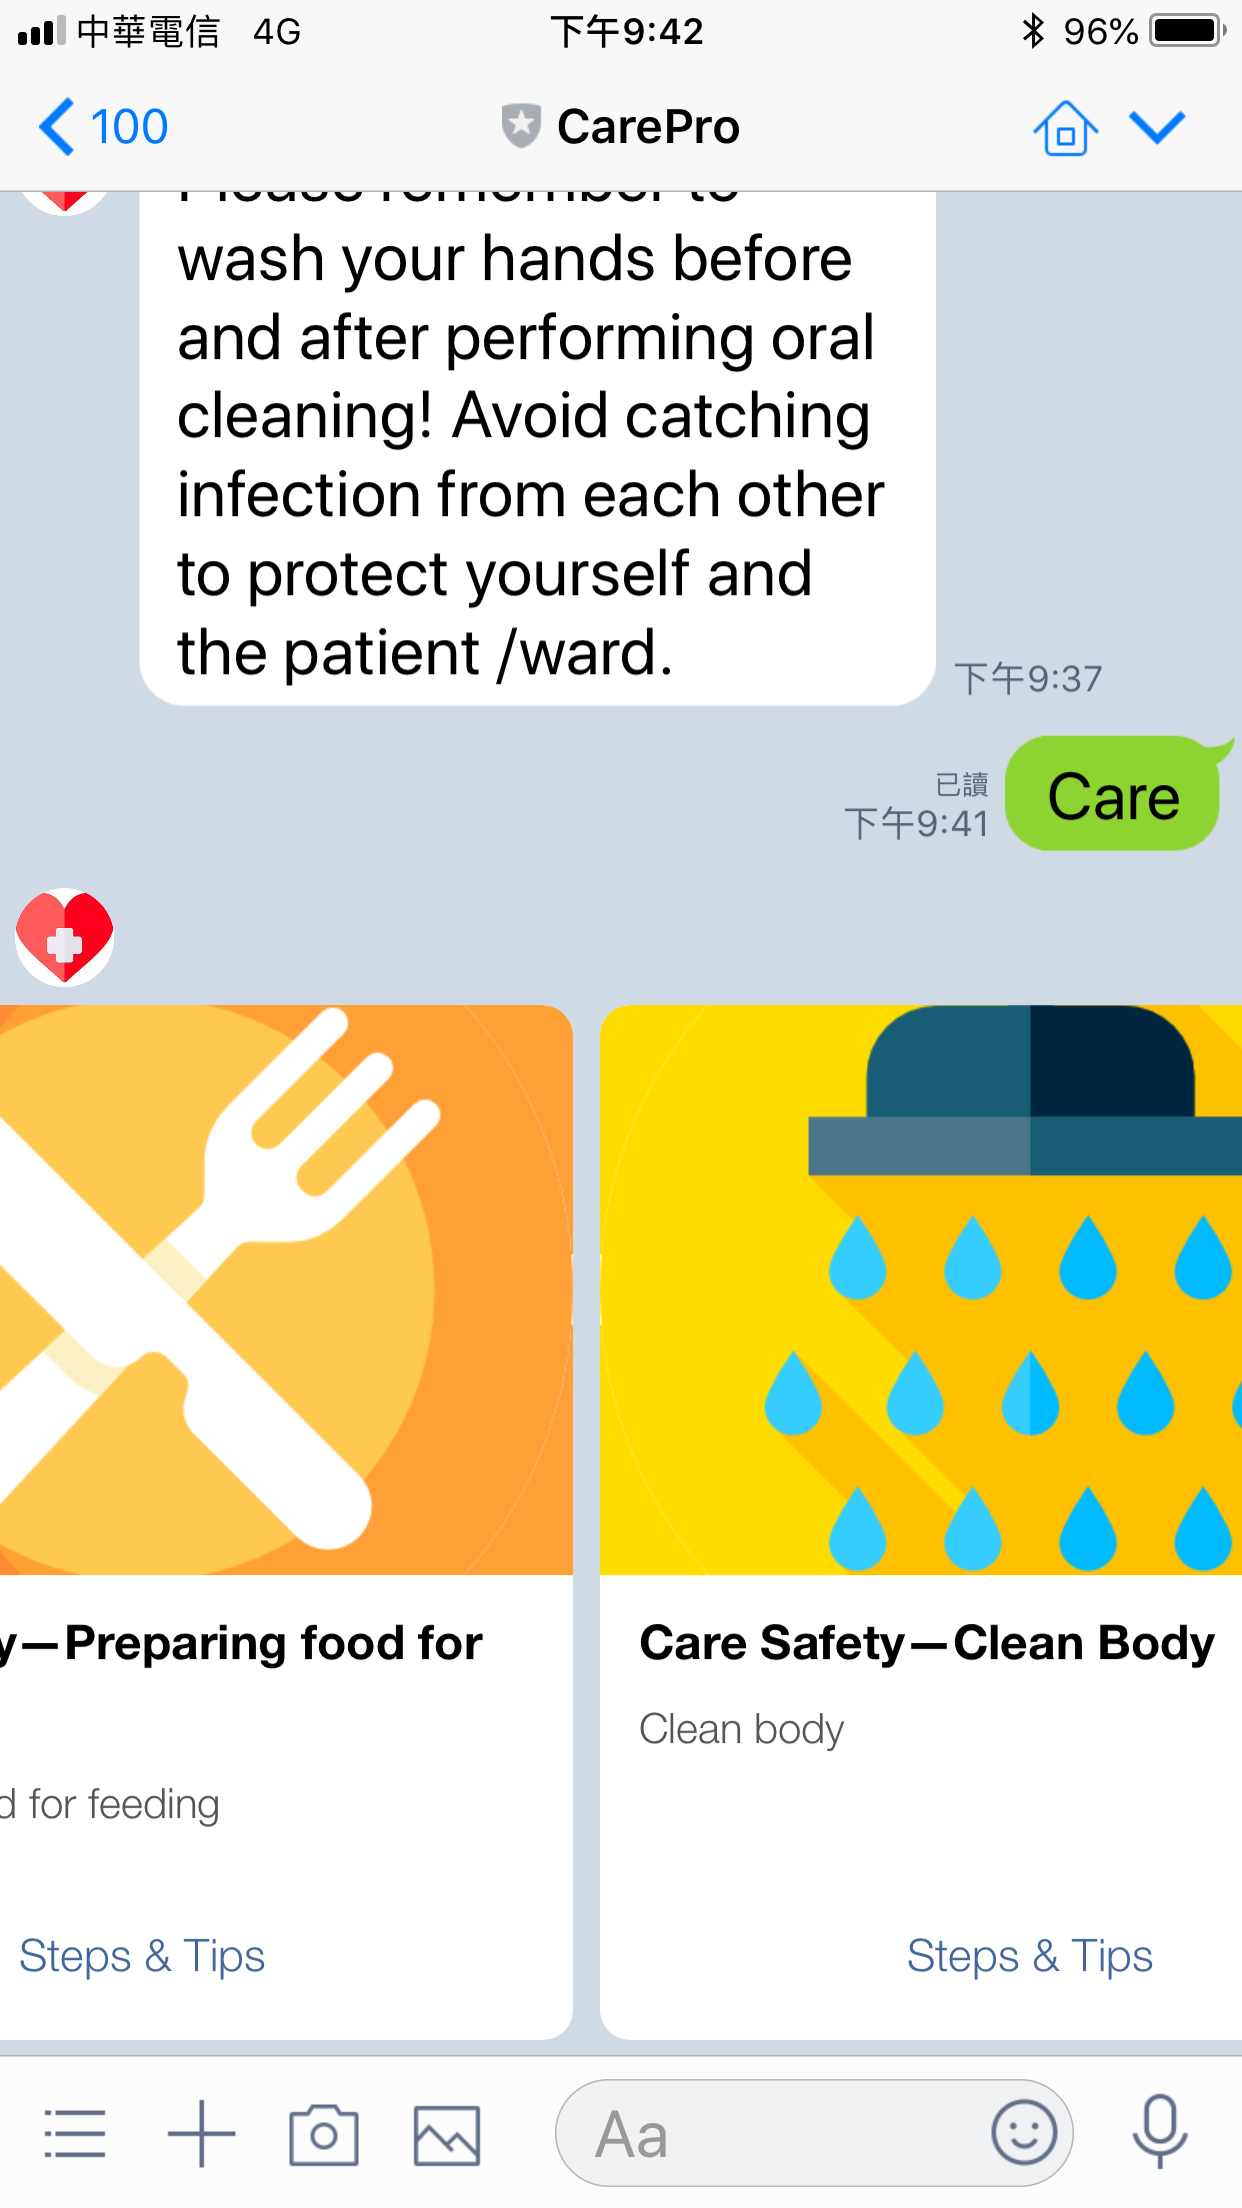 中華電信 4G 下午9:42 96%
100 CarePro
Please remember to
wash your hands before
and after performing oral
cleaning! Avoid catching
infection from each other
to protect yourself and
the patient /ward.
下午9:37
Care
已讀
下午9:41
y—Preparing food for
Care Safety—Clean Body
Clean body
d for feeding
Steps & Tips
Steps & Tips
Aa